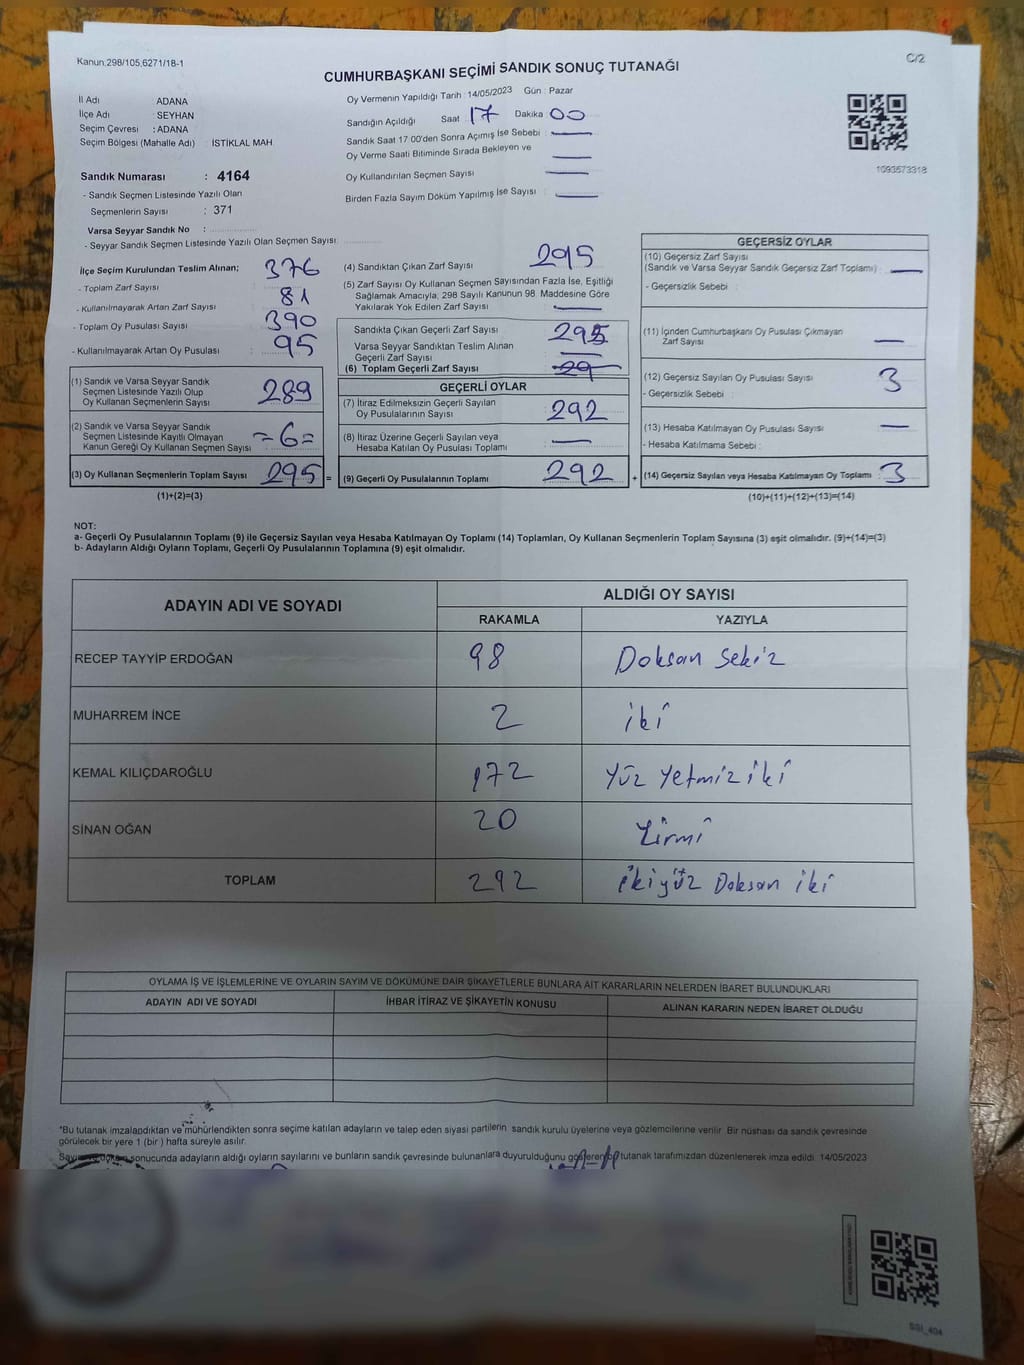 Kanun.298/105,6271/18-1
C/2
CUMHURBAŞKANI SEÇİMİ SANDIK SONUÇ TUTANAĞI
İl Adı ADANA
İlçe Adı : SEYHAN
Seçim Çevresi : ADANA
Seçim Bölgesi (Mahalle Adı) : İSTİKLAL MAH
Sandık Numarası : 4164
- Sandık Seçmen Listesinde Yazılı Olan
Seçmenlerin Sayısı : 371
Varsa Seyyar Sandık No :
- Seyyar Sandık Listesinde Yazılı Olan Seçmen Sayısı
Oy Vermenin Yapıldığı Tarih : 14/05/2023 Gün : Pazar
Sandığın Açıldığı Saat : 17 Dakika 00
Sandık Saat 17:00'den Sonra Açımış İse Sebebi :
Oy Verme Saati Bitiminde Sırada Bekleyen ve
Oy Kullandırılan Seçmen Sayısı
Birden Fazla Sayım Döküm Yapılmış İse Sayısı :
1093573318
İlçe Seçim Kurulundan Teslim Alınan;
- Toplam Zarf Sayısı : 376
- Kullanılmayarak Artan Zarf Sayısı : 81
- Toplam Oy Pusulası Sayısı : 390
- Kullanılmayarak Artan Oy Pusulası : 95
(1) Sandık ve Varsa Seyyar Sandık
Seçmen Listesinde Yazılı Olup
Oy Kullanan Seçmenlerin Sayısı 289
(2) Sandık ve Varsa Seyyar Sandık
Seçmen Listesinde Kayıtlı Olmayan
Kanun Gereği Oy Kullanan Seçmen Sayısı =6=
(3) Oy Kullanan Seçmenlerin Toplam Sayısı 295 =
(1)+(2)=(3)
(4) Sandıktan Çıkan Zarf Sayısı 295
(5) Zarf Sayısı Oy Kullanan Seçmen Sayısından Fazla İse, Eşitliği
Sağlamak Amacıyla, 298 Sayılı Kanunun 98. Maddesine Göre
Yakılarak Yok Edilen Zarf Sayısı
Sandıkta Çıkan Geçerli Zarf Sayısı 295
Varsa Seyyar Sandıktan Teslim Alınan
Geçerli Zarf Sayısı
(6) Toplam Geçerli Zarf Sayısı
GEÇERLİ OYLAR
(7) İtiraz Edilmeksizin Geçerli Sayılan
Oy Pusulalarının Sayısı 292
(8) İtiraz Üzerine Geçerli Sayılan veya
Hesaba Katılan Oy Pusulası Toplamı
(9) Geçerli Oy Pusulalarının Toplamı 292 +
GEÇERSİZ OYLAR
(10) Geçersiz Zarf Sayısı
(Sandık ve Varsa Seyyar Sandık Geçersiz Zarf Toplamı) :
- Geçersizlik Sebebi :
(11) İçinden Cumhurbaşkanı Oy Pusulası Çıkmayan
Zarf Sayısı
(12) Geçersiz Sayılan Oy Pusulası Sayısı 3
- Geçersizlik Sebebi :
(13) Hesaba Katılmayan Oy Pusulası Sayısı
- Hesaba Katılmama Sebebi :
(14) Geçersiz Sayılan veya Hesaba Katılmayan Oy Toplamı : 3
(10)+(11)+(12)+(13)=(14)
NOT:
a- Geçerli Oy Pusulalarının Toplamı (9) ile Geçersiz Sayılan veya Hesaba Katılmayan Oy Toplamı (14) Toplamları, Oy Kullanan Seçmenlerin Toplam Sayısına (3) eşit olmalıdır. (9)+(14)=(3)
b- Adayların Aldığı Oyların Toplamı, Geçerli Oy Pusulalarının Toplamına (9) eşit olmalıdır.
ADAYIN ADI VE SOYADI ALDIĞI OY SAYISI
RAKAMLA YAZIYLA
RECEP TAYYİP ERDOĞAN 98 Doksan Sekiz
MUHARREM İNCE 2 iki
KEMAL KILIÇDAROĞLU 172 Yüz Yetmiz iki
SİNAN OĞAN 20 Yirmi
TOPLAM 292 ikiyüz Doksan iki
OYLAMA İŞ VE İŞLEMLERİNE VE OYLARIN SAYIM VE DÖKÜMÜNE DAİR ŞİKAYETLERLE BUNLARA AİT KARARLARIN NELERDEN İBARET BULUNDUKLARI
ADAYIN ADI VE SOYADI İHBAR İTİRAZ VE ŞİKAYETİN KONUSU ALINAN KARARIN NEDEN İBARET OLDUĞU
*Bu tutanak imzalandıktan ve mühürlendikten sonra seçime katılan adayların ve talep eden siyasi partilerin sandık kurulu üyelerine veya gözlemcilerine verilir. Bir nüshası da sandık çevresinde
görülecek bir yere 1 (bir ) hafta süreyle asılır.
sonucunda adayların aldığı oyların sayılarını ve bunların sandık çevresinde bulunanlara duyurulduğunu gösteren tutanak tarafımızdan düzenlenerek imza edildi. 14/05/2023
SSI_404